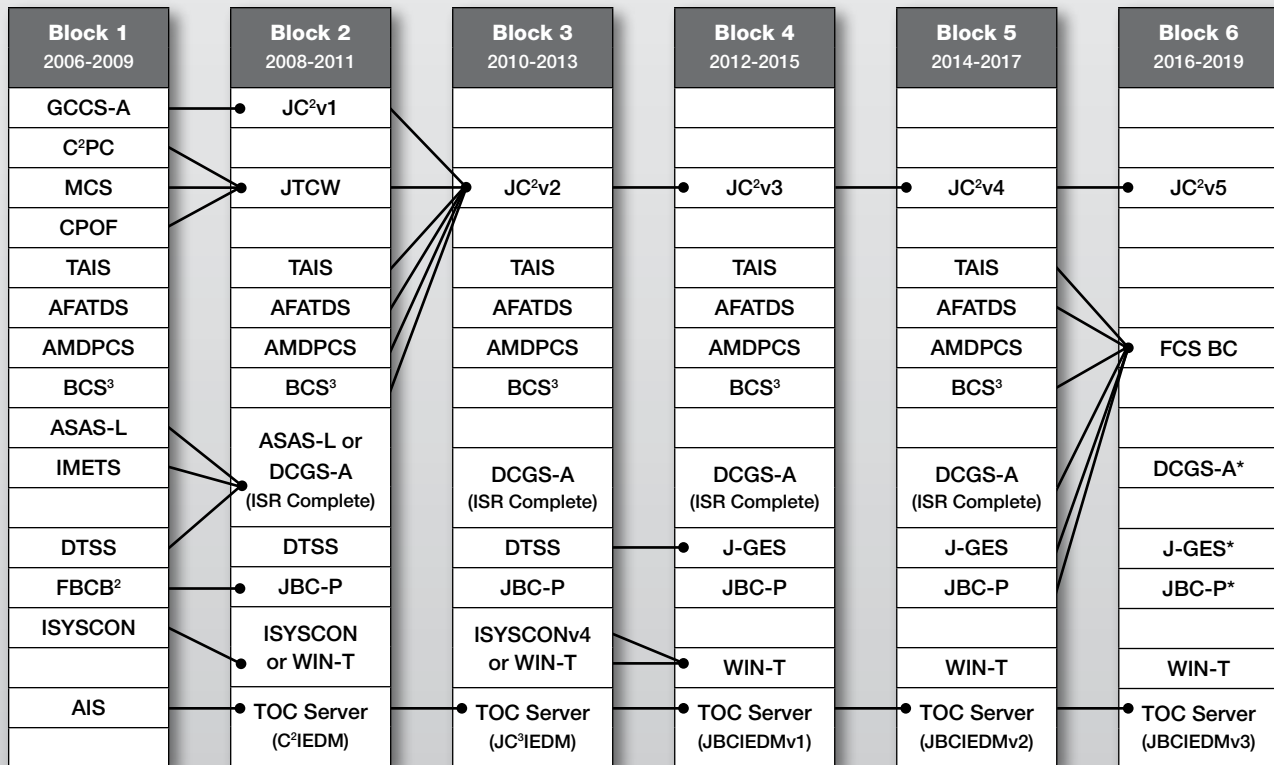 Block 1
2006-2009
GCCS-A
C²PC
MCS
CPOF
TAIS
AFATDS
AMDPCS
BCS³
ASAS-L
IMETS
DTSS
FBCB²
ISYSCON
AIS
Block 2
2008-2011
JC²v1
JTCW
TAIS
AFATDS
AMDPCS
BCS³
ASAS-L or
DCGS-A
(ISR Complete)
DTSS
JBC-P
ISYSCON
or WIN-T
TOC Server
(C²IEDM)
Block 3
2010-2013
JC²v2
TAIS
AFATDS
AMDPCS
BCS³
DCGS-A
(ISR Complete)
DTSS
JBC-P
ISYSCONv4
or WIN-T
TOC Server
(JC³IEDM)
Block 4
2012-2015
JC²v3
TAIS
AFATDS
AMDPCS
BCS³
DCGS-A
(ISR Complete)
J-GES
JBC-P
WIN-T
TOC Server
(JBCIEDMv1)
Block 5
2014-2017
JC²v4
TAIS
AFATDS
AMDPCS
BCS³
DCGS-A
(ISR Complete)
J-GES
JBC-P
WIN-T
TOC Server
(JBCIEDMv2)
Block 6
2016-2019
JC²v5
FCS BC
DCGS-A*
J-GES*
JBC-P*
WIN-T
TOC Server
(JBCIEDMv3)